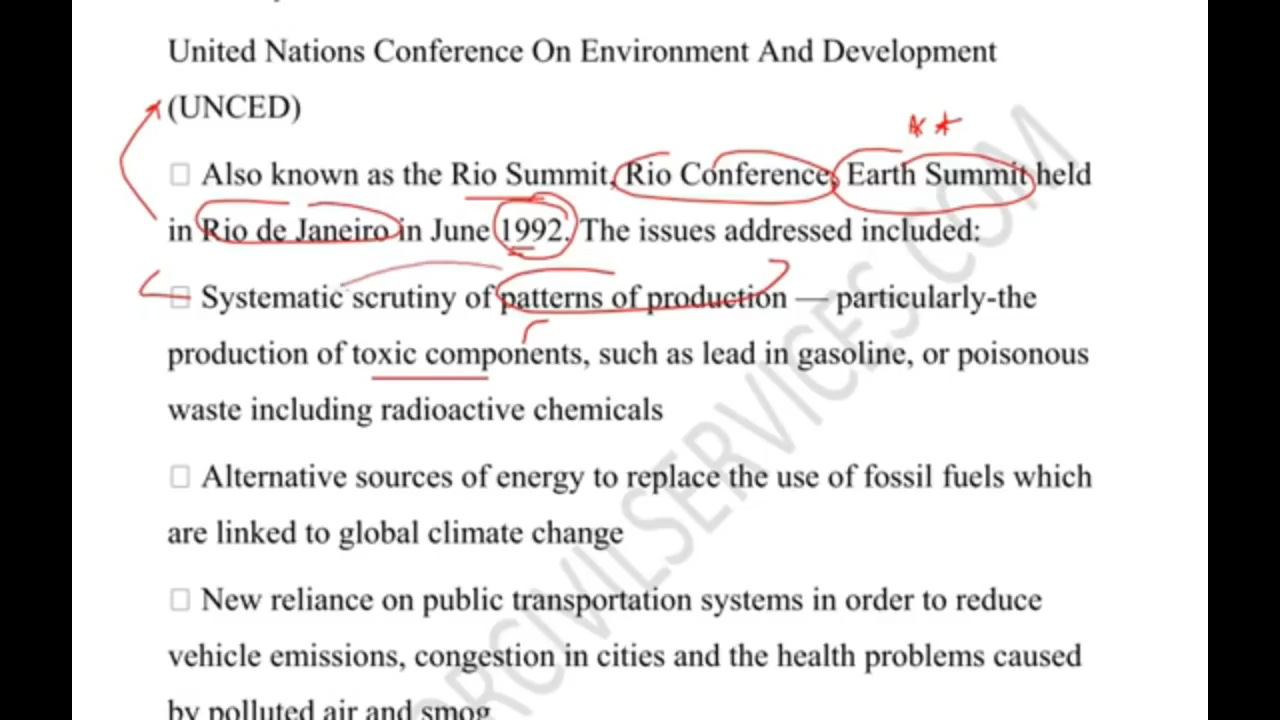 United Nations Conference On Environment And Development
(UNCED)
Also known as the Rio Summit, Rio Conference, Earth Summit held
in Rio de Janeiro in June 1992. The issues addressed included:
Systematic scrutiny of patterns of production — particularly-the
production of toxic components, such as lead in gasoline, or poisonous
waste including radioactive chemicals
Alternative sources of energy to replace the use of fossil fuels which
are linked to global climate change
New reliance on public transportation systems in order to reduce
vehicle emissions, congestion in cities and the health problems caused
by polluted air and smog
ORCIVILSERVICES.COM